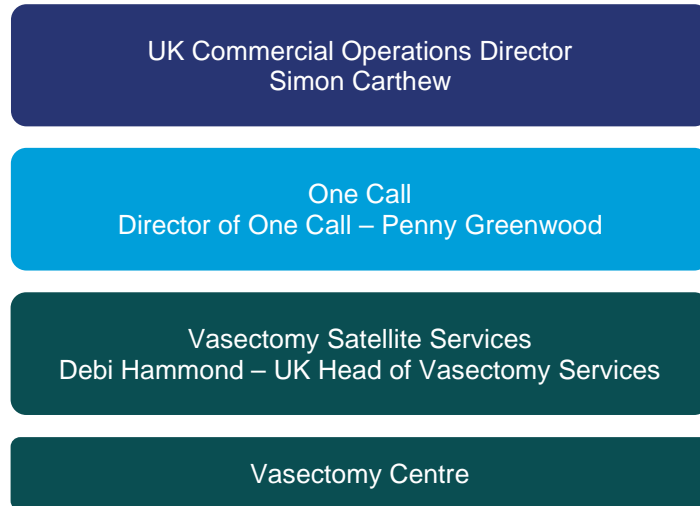 UK Commercial Operations Director
Simon Carthew
One Call
Director of One Call – Penny Greenwood
Vasectomy Satellite Services
Debi Hammond – UK Head of Vasectomy Services
Vasectomy Centre